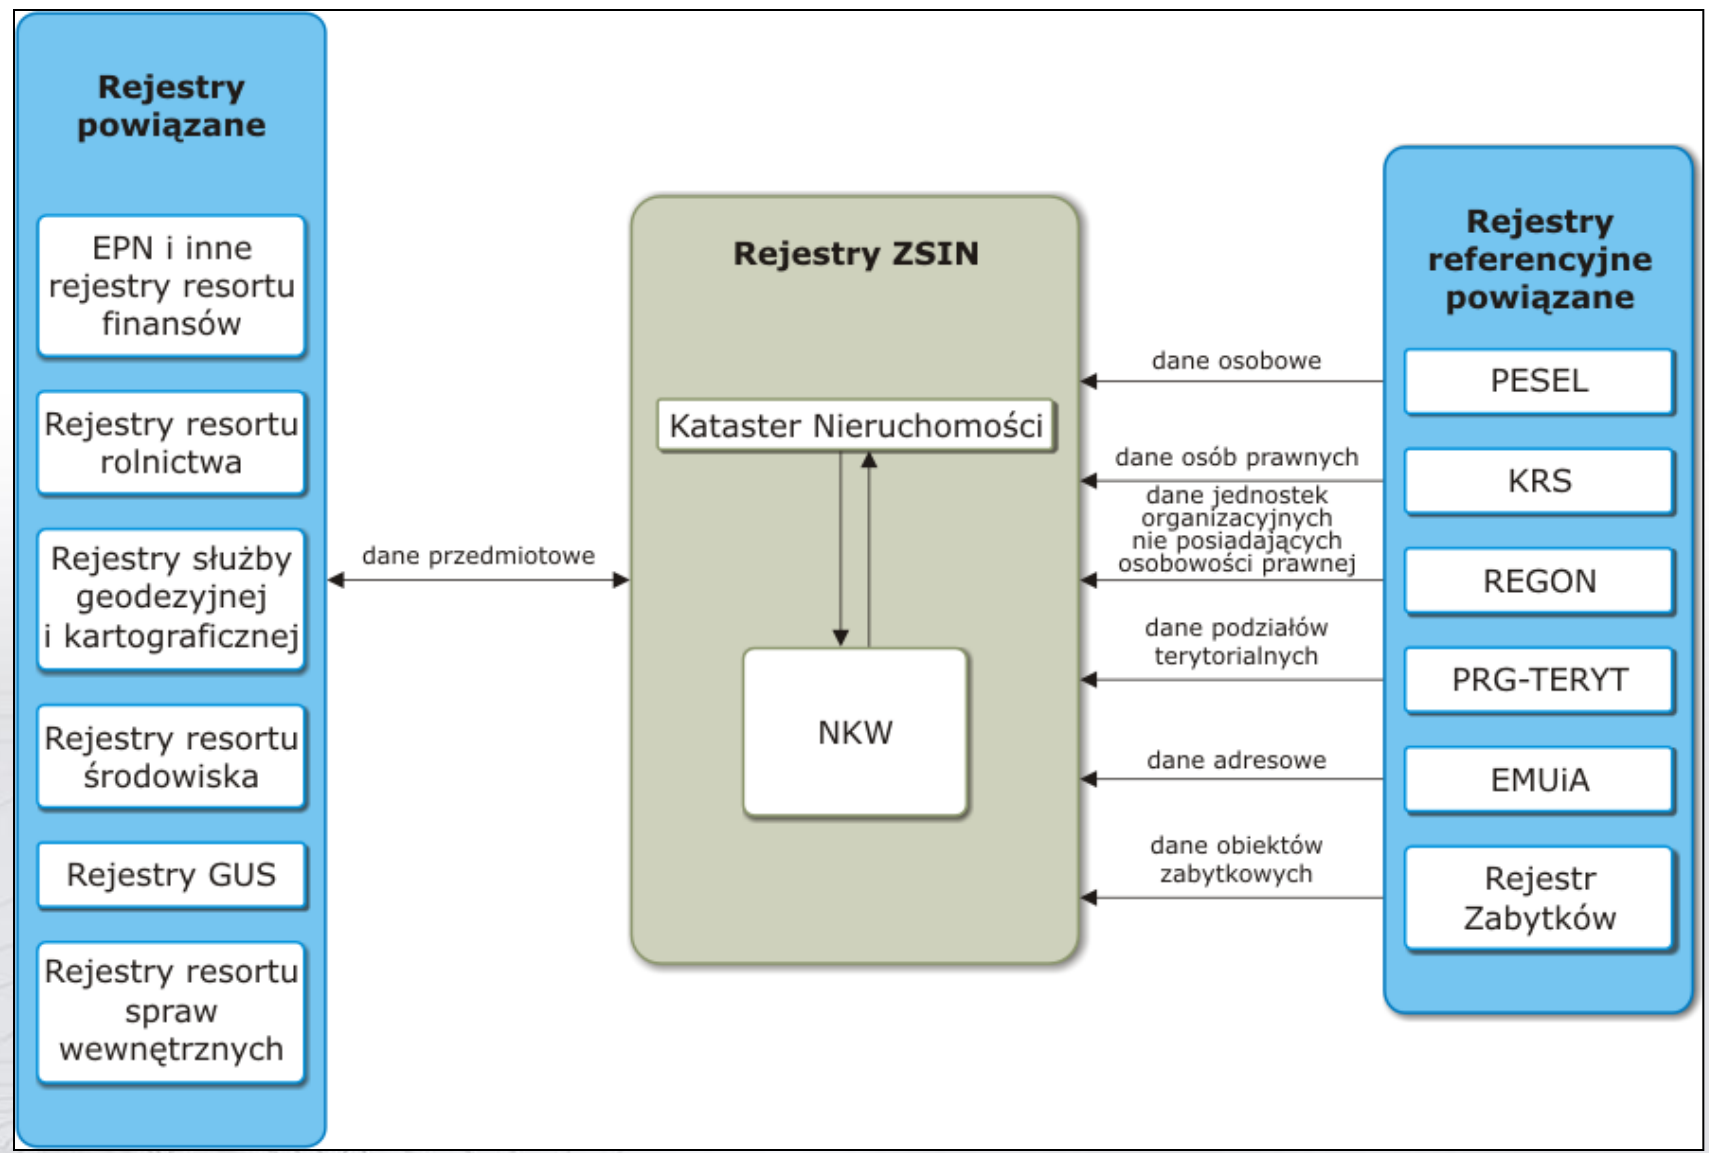 Rejestry
powiązane
EPN i inne
rejestry resortu
finansów
Rejestry resortu
rolnictwa
Rejestry służby
geodezyjnej
i kartograficznej
Rejestry resortu
środowiska
Rejestry GUS
Rejestry resortu
spraw
wewnętrznych
dane przedmiotowe
Rejestry ZSIN
Kataster Nieruchomości
NKW
dane osobowe
dane osób prawnych
dane jednostek
organizacyjnych
nie posiadających
osobowości prawnej
dane podziałów
terytorialnych
dane adresowe
dane obiektów
zabytkowych
Rejestry
referencyjne
powiązane
PESEL
KRS
REGON
PRG-TERYT
EMUiA
Rejestr
Zabytków